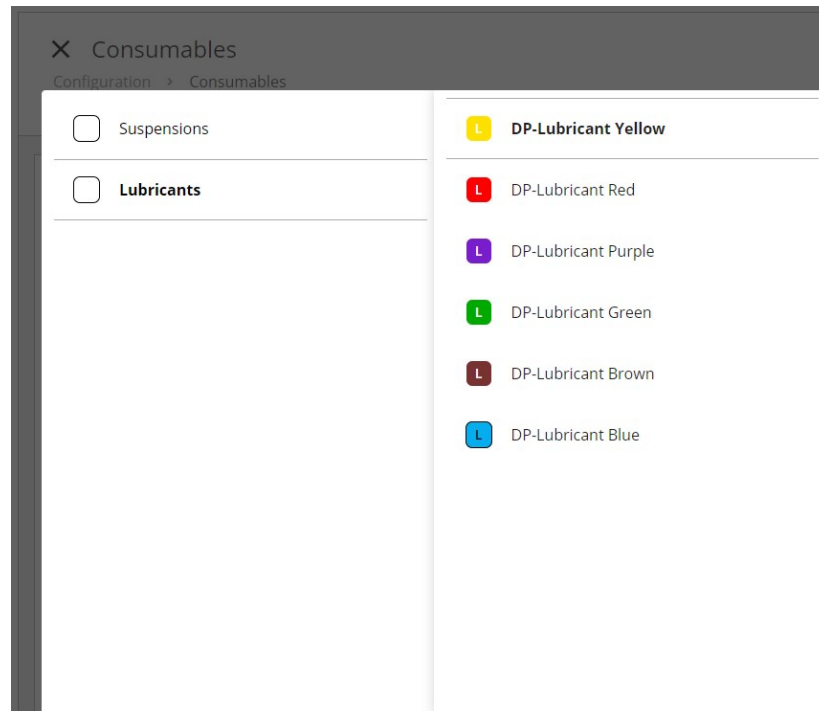 Consumables
Configuration > Consumables
Suspensions
Lubricants
L DP-Lubricant Yellow
L DP-Lubricant Red
L DP-Lubricant Purple
L DP-Lubricant Green
L DP-Lubricant Brown
L DP-Lubricant Blue